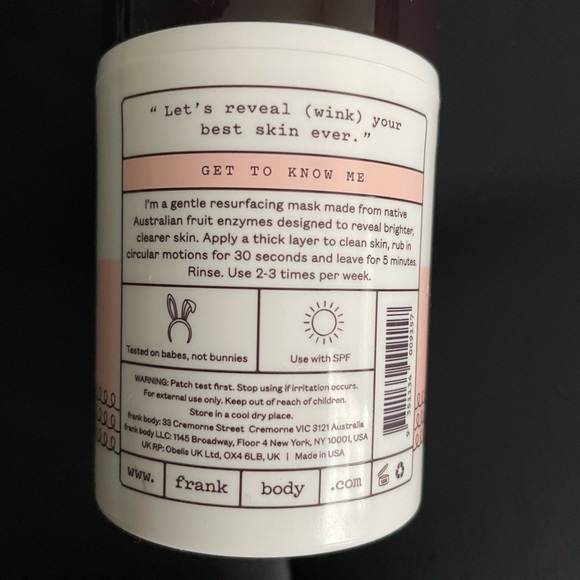 “Let's reveal (wink) your
best skin ever.”
GET TO KNOW ME
I'm a gentle resurfacing mask made from native
Australian fruit enzymes designed to reveal brighter,
clearer skin. Apply a thick layer to clean skin, rub in
circular motions for 30 seconds and leave for 5 minutes.
Rinse. Use 2-3 times per week.
Tested on babes, not bunnies
Use with SPF
WARNING: Patch test first. Stop using if irritation occurs.
For external use only. Keep out of reach of children.
Store in a cool dry place.
frank body: 33 Cremorne Street Cremorne VIC 3121 Australia
frank body LLC: 1145 Broadway, Floor 4 New York, NY 10001, USA
UK RP: Obelis UK Ltd, OX4 6LB, UK | Made in USA
www. frank body .com